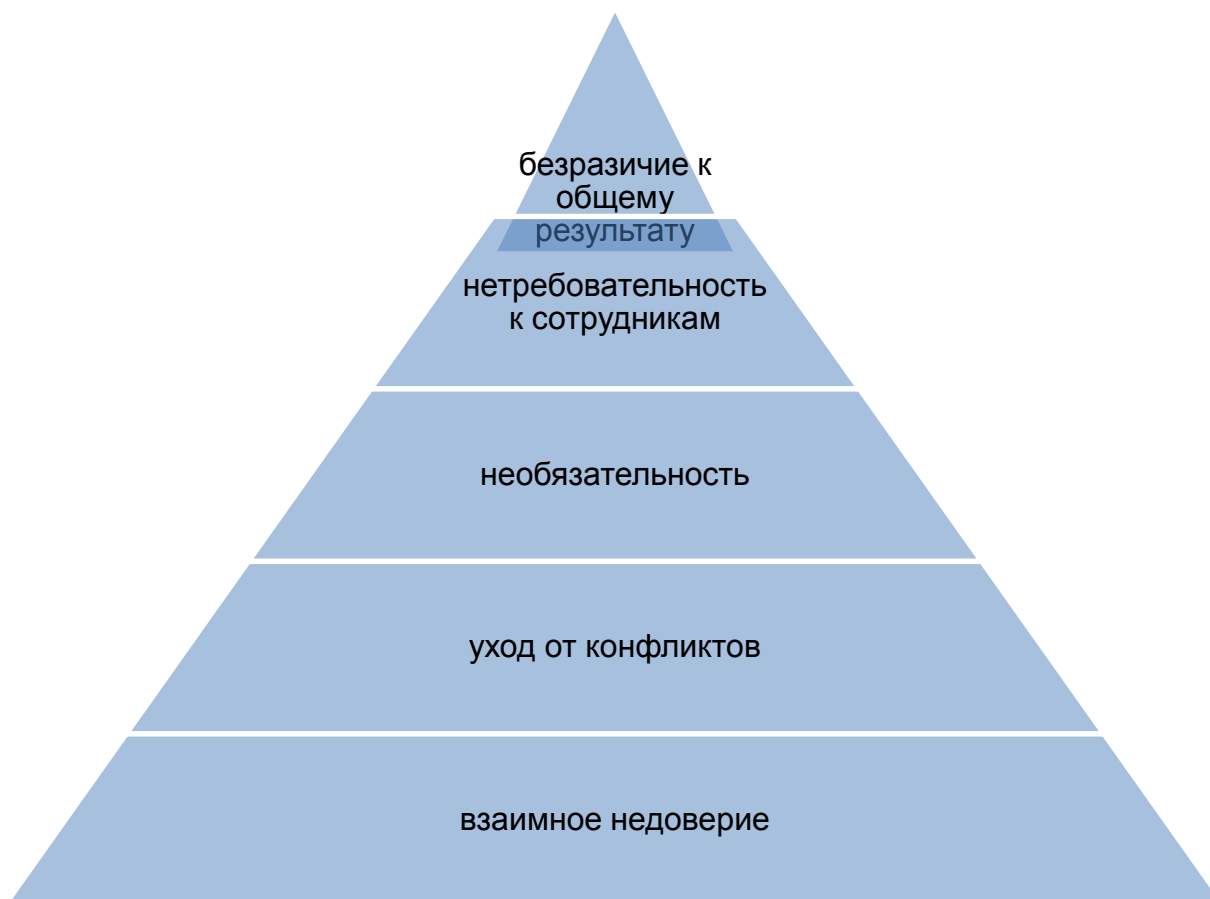 безразичие к
общему
результату
нетребовательность
к сотрудникам
необязательность
уход от конфликтов
взаимное недоверие